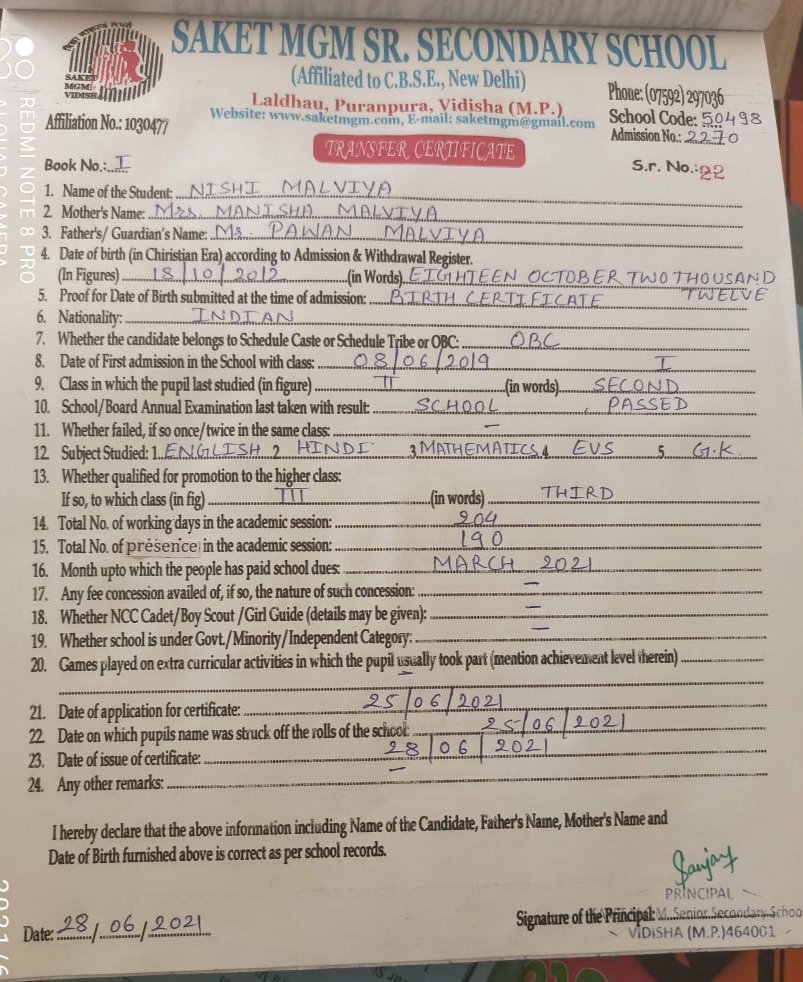 SAKET MGM SR. SECONDARY SCHOOL
(Affiliated to C.B.S.E., New Delhi)
SAKET
MGM
VIDISHA
Laldhau, Puranpura, Vidisha (M.P.)
Phone: (07592) 297036
Website: www.saketmgm.com, E-mail: saketmgm@gmail.com
School Code: 50498
Affiliation No.: 1030477
Admission No.: 2270
TRANSFER CERTIFICATE
Book No.: I
S.r. No.: 22
1. Name of the Student: NISHI MALVIYA
2. Mother's Name: Mrs. MANISHA MALVIYA
3. Father's/ Guardian's Name: Mr. PAWAN MALVIYA
4. Date of birth (in Chiristian Era) according to Admission & Withdrawal Register.
(In Figures) 18/10/2012 (in Words) EIGHTEEN OCTOBER TWO THOUSAND
TWELVE
5. Proof for Date of Birth submitted at the time of admission: BIRTH CERTIFICATE
6. Nationality: INDIAN
7. Whether the candidate belongs to Schedule Caste or Schedule Tribe or OBC: OBC
8. Date of First admission in the School with class: 08/06/2019 I
9. Class in which the pupil last studied (in figure) II (in words) SECOND
10. School/Board Annual Examination last taken with result: SCHOOL, PASSED
11. Whether failed, if so once/twice in the same class: –
12. Subject Studied: 1. ENGLISH 2 HINDI 3 MATHEMATICS 4 EVS 5 G.K.
13. Whether qualified for promotion to the higher class:
If so, to which class (in fig) III (in words) THIRD
14. Total No. of working days in the academic session: 204
15. Total No. of presence in the academic session: 190
16. Month upto which the people has paid school dues: MARCH 2021
17. Any fee concession availed of, if so, the nature of such concession: –
18. Whether NCC Cadet/Boy Scout /Girl Guide (details may be given): –
19. Whether school is under Govt./Minority/Independent Category: –
20. Games played on extra curricular activities in which the pupil usually took part (mention achievement level therein)
–
21. Date of application for certificate: 25/06/2021
22. Date on which pupils name was struck off the rolls of the school: 25/06/2021
23. Date of issue of certificate: 28/06/2021
24. Any other remarks: –
I hereby declare that the above information including Name of the Candidate, Father's Name, Mother's Name and
Date of Birth furnished above is correct as per school records.
Sanjay
PRINCIPAL
Signature of the Principal: M. Senior Secondary Schoo
VIDISHA (M.P.) 464001
Date: 28/06/2021
REDMI NOTE 8 PRO